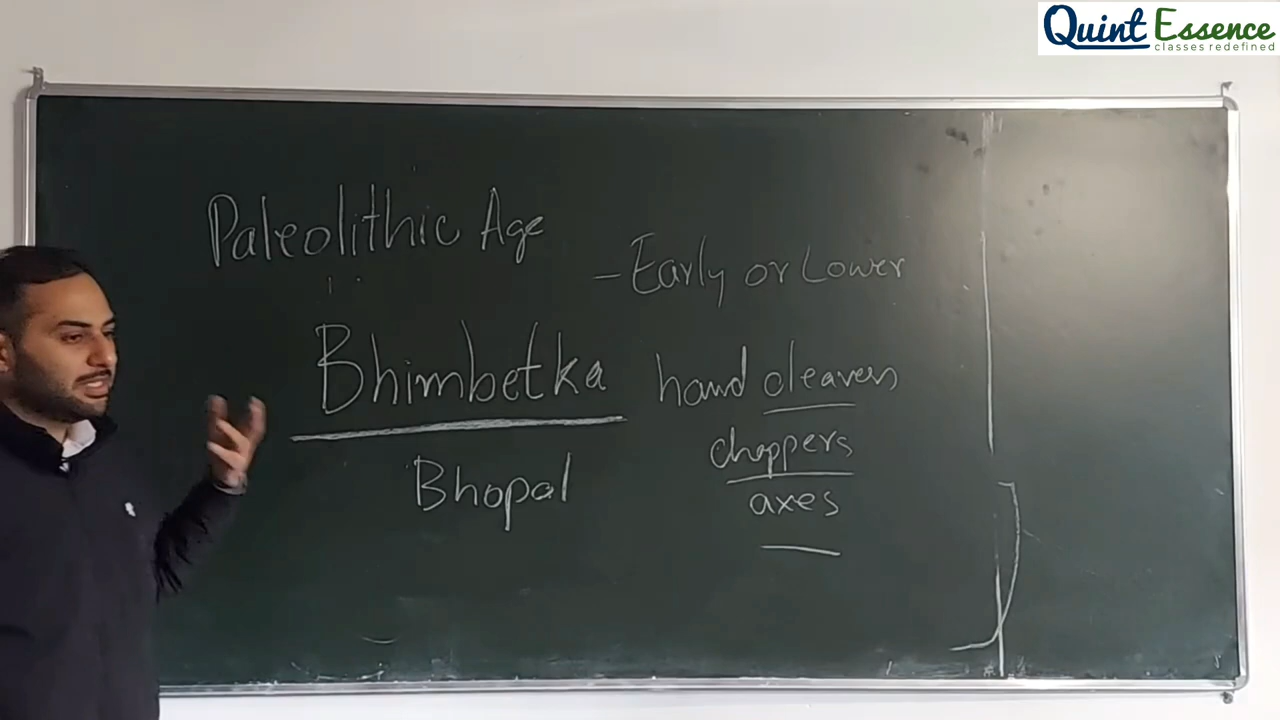 Quint Essence
classes redefined
Paleolithic Age
– Early or Lower
Bhimbetka
hand cleavers
choppers
Bhopal
axes